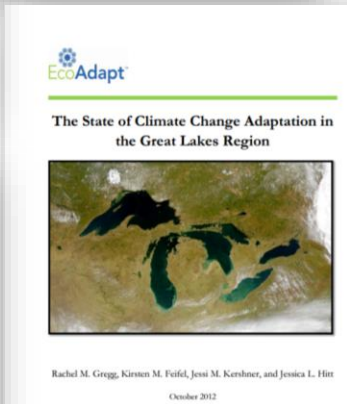 EcoAdapt™
The State of Climate Change Adaptation in
the Great Lakes Region
Rachel M. Gregg, Kirsten M. Feifel, Jessi M. Kershner, and Jessica L. Hitt
October 2012